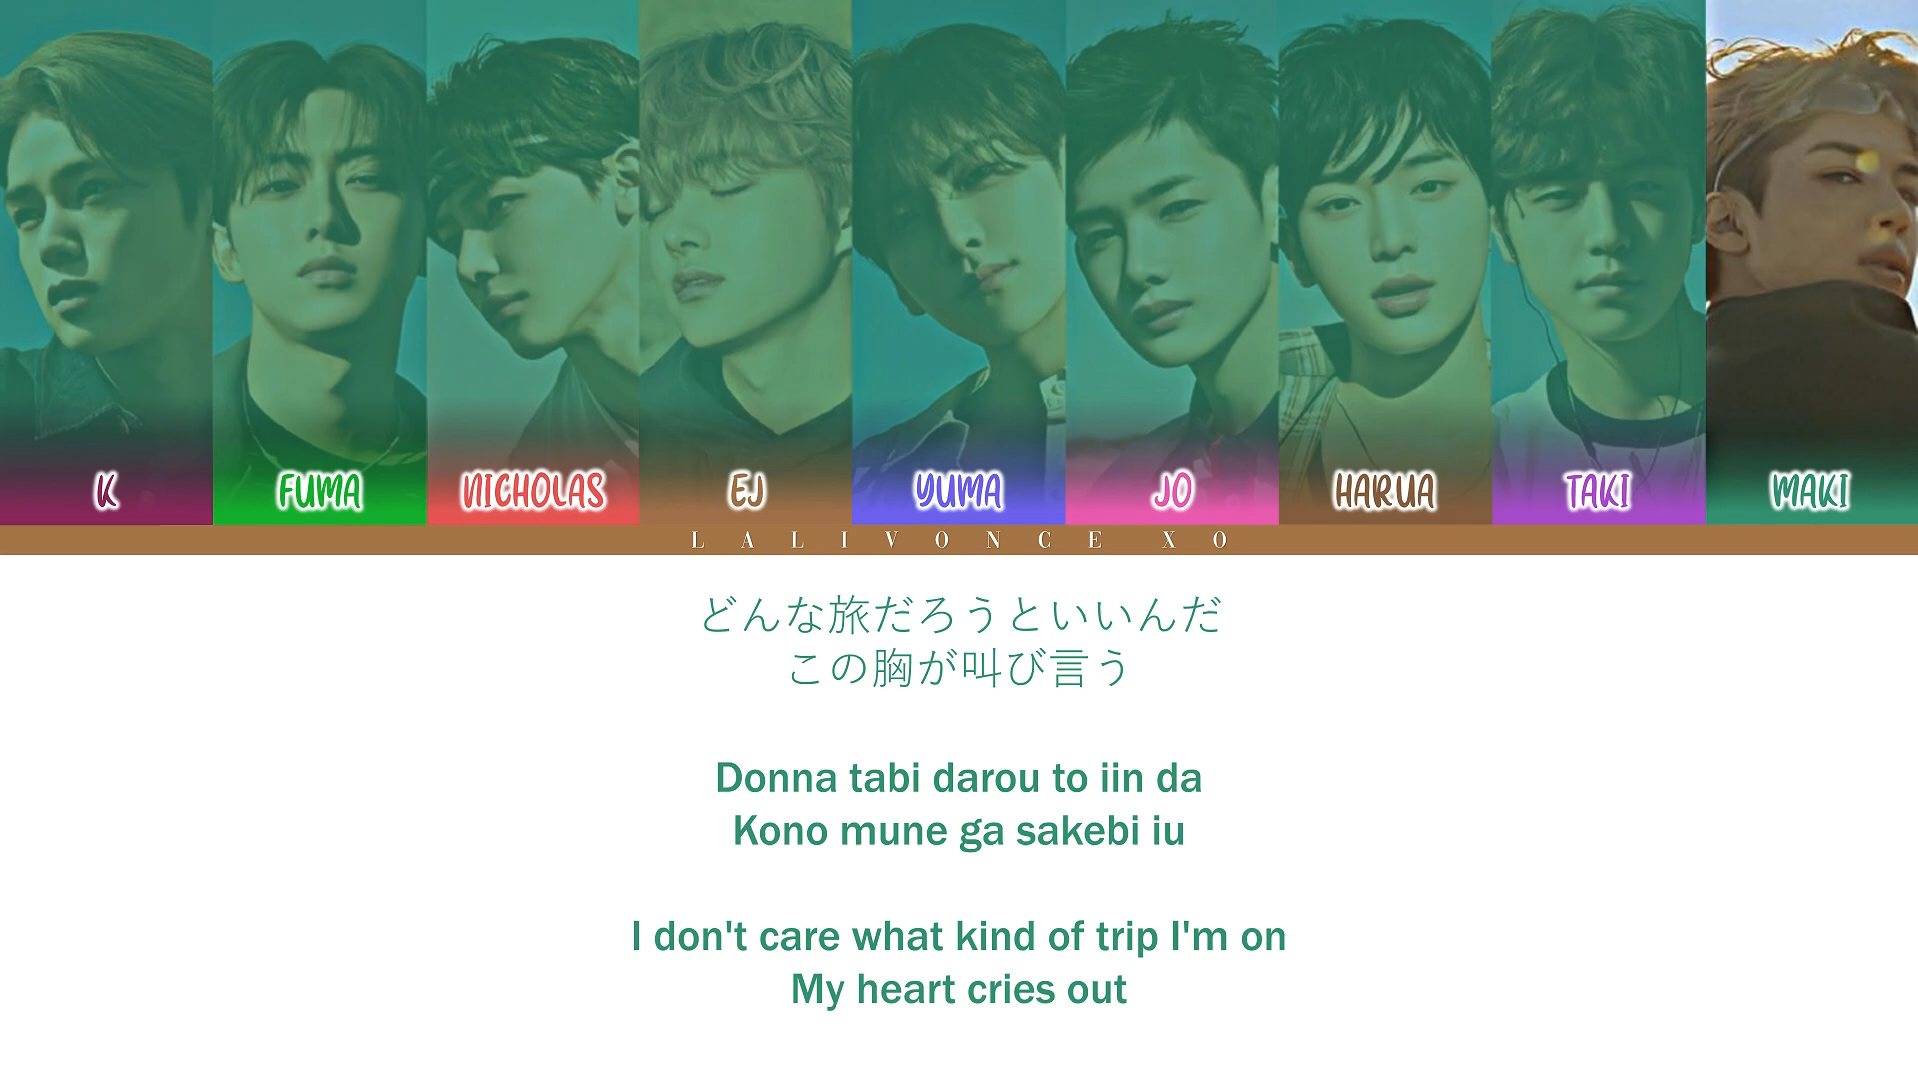 K
FUMA
NICHOLAS
EJ
YUMA
JO
HARUA
TAKI
MAKI
LALIVONCE XO
どんな旅だろうといいんだ
この胸が叫び言う
Donna tabi darou to iin da
Kono mune ga sakebi iu
I don't care what kind of trip I'm on
My heart cries out